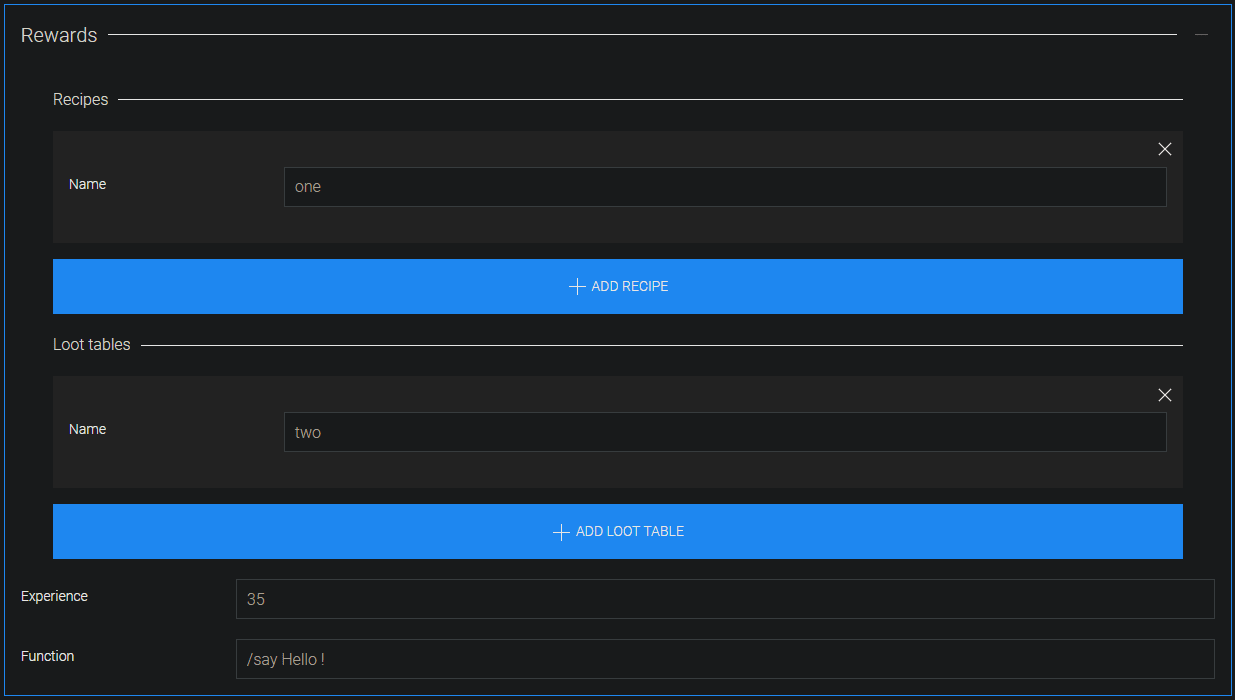 Rewards
Recipes
Name
one
ADD RECIPE
Loot tables
Name
two
ADD LOOT TABLE
Experience
35
Function
/say Hello !